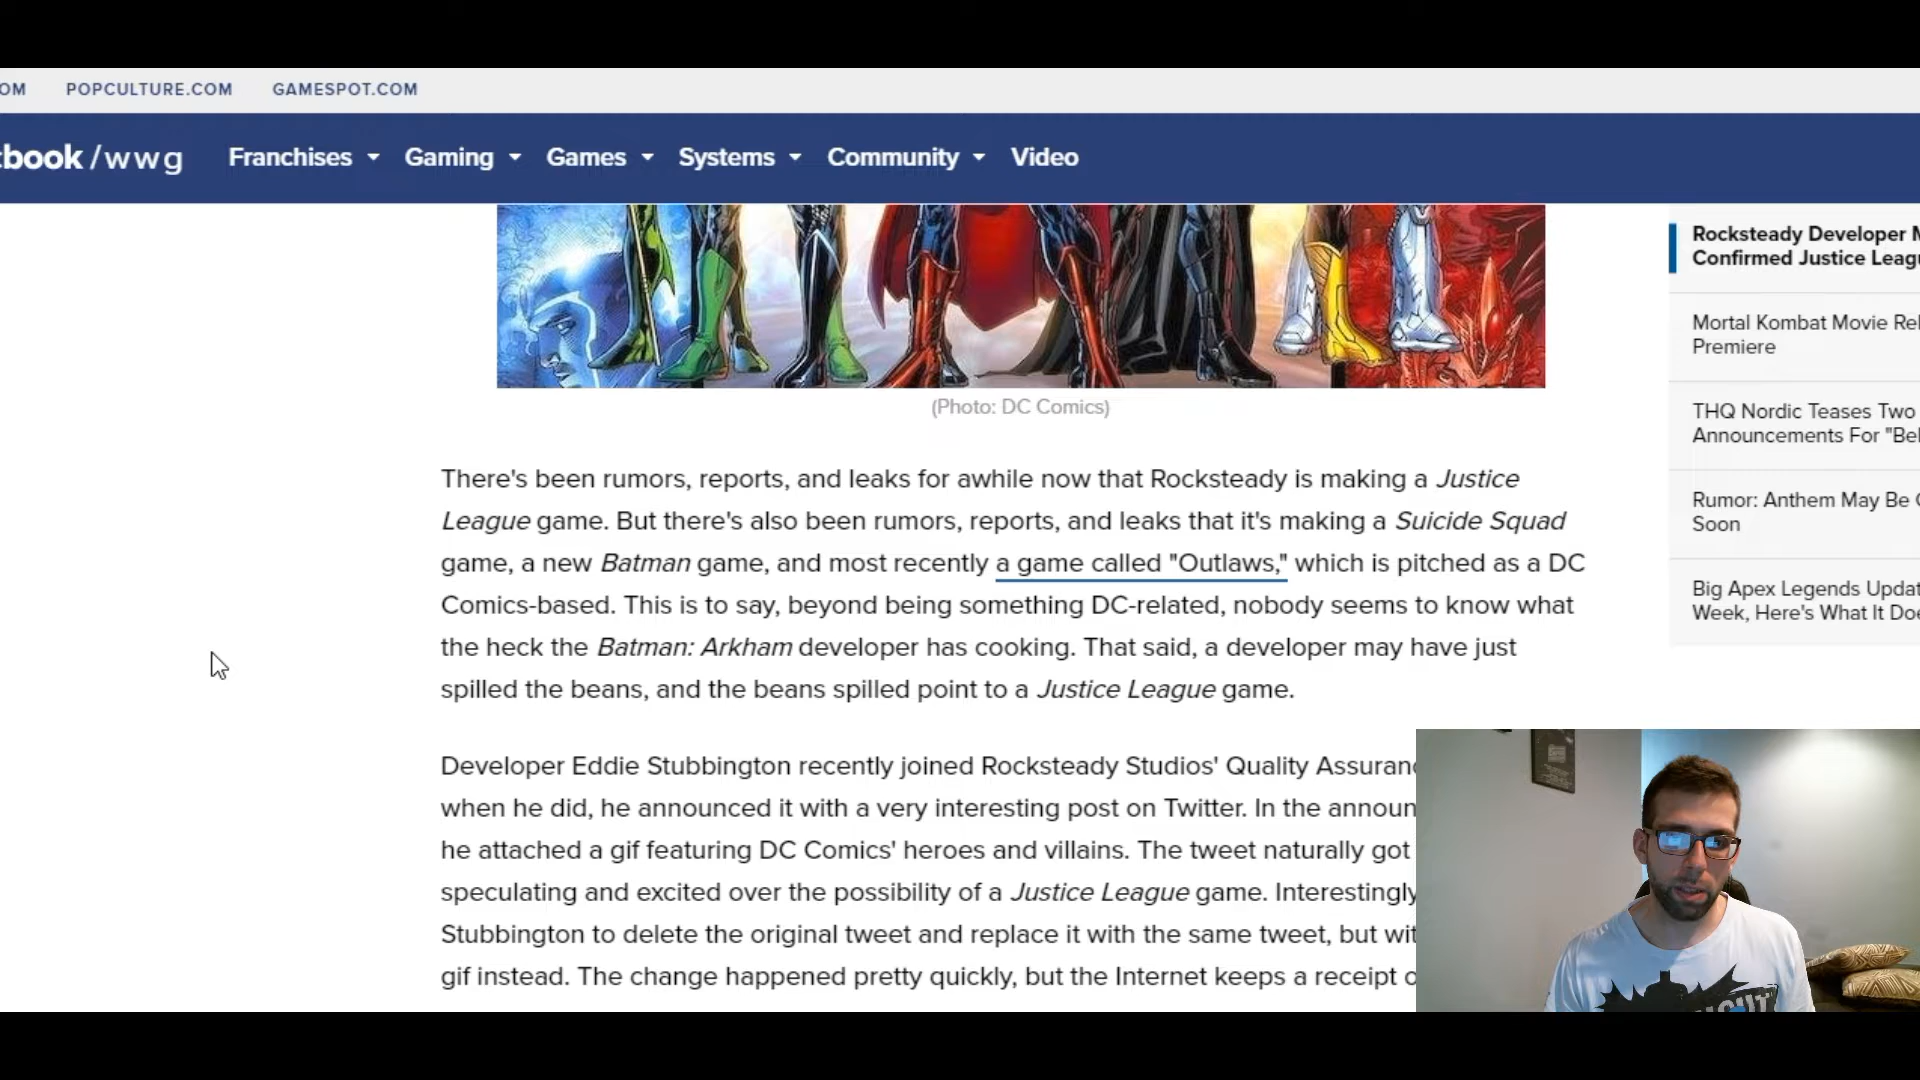 OM POPCULTURE.COM GAMESPOT.COM
book /wwg Franchises Gaming Games Systems Community Video
(Photo: DC Comics)
There's been rumors, reports, and leaks for awhile now that Rocksteady is making a Justice
League game. But there's also been rumors, reports, and leaks that it's making a Suicide Squad
game, a new Batman game, and most recently a game called "Outlaws," which is pitched as a DC
Comics-based. This is to say, beyond being something DC-related, nobody seems to know what
the heck the Batman: Arkham developer has cooking. That said, a developer may have just
spilled the beans, and the beans spilled point to a Justice League game.
Developer Eddie Stubbington recently joined Rocksteady Studios' Quality Assuranc
when he did, he announced it with a very interesting post on Twitter. In the announ
he attached a gif featuring DC Comics' heroes and villains. The tweet naturally got
speculating and excited over the possibility of a Justice League game. Interestingly
Stubbington to delete the original tweet and replace it with the same tweet, but wit
gif instead. The change happened pretty quickly, but the Internet keeps a receipt o
Rocksteady Developer M
Confirmed Justice Leagu
Mortal Kombat Movie Rel
Premiere
THQ Nordic Teases Two
Announcements For "Bel
Rumor: Anthem May Be
Soon
Big Apex Legends Updat
Week, Here's What It Doe